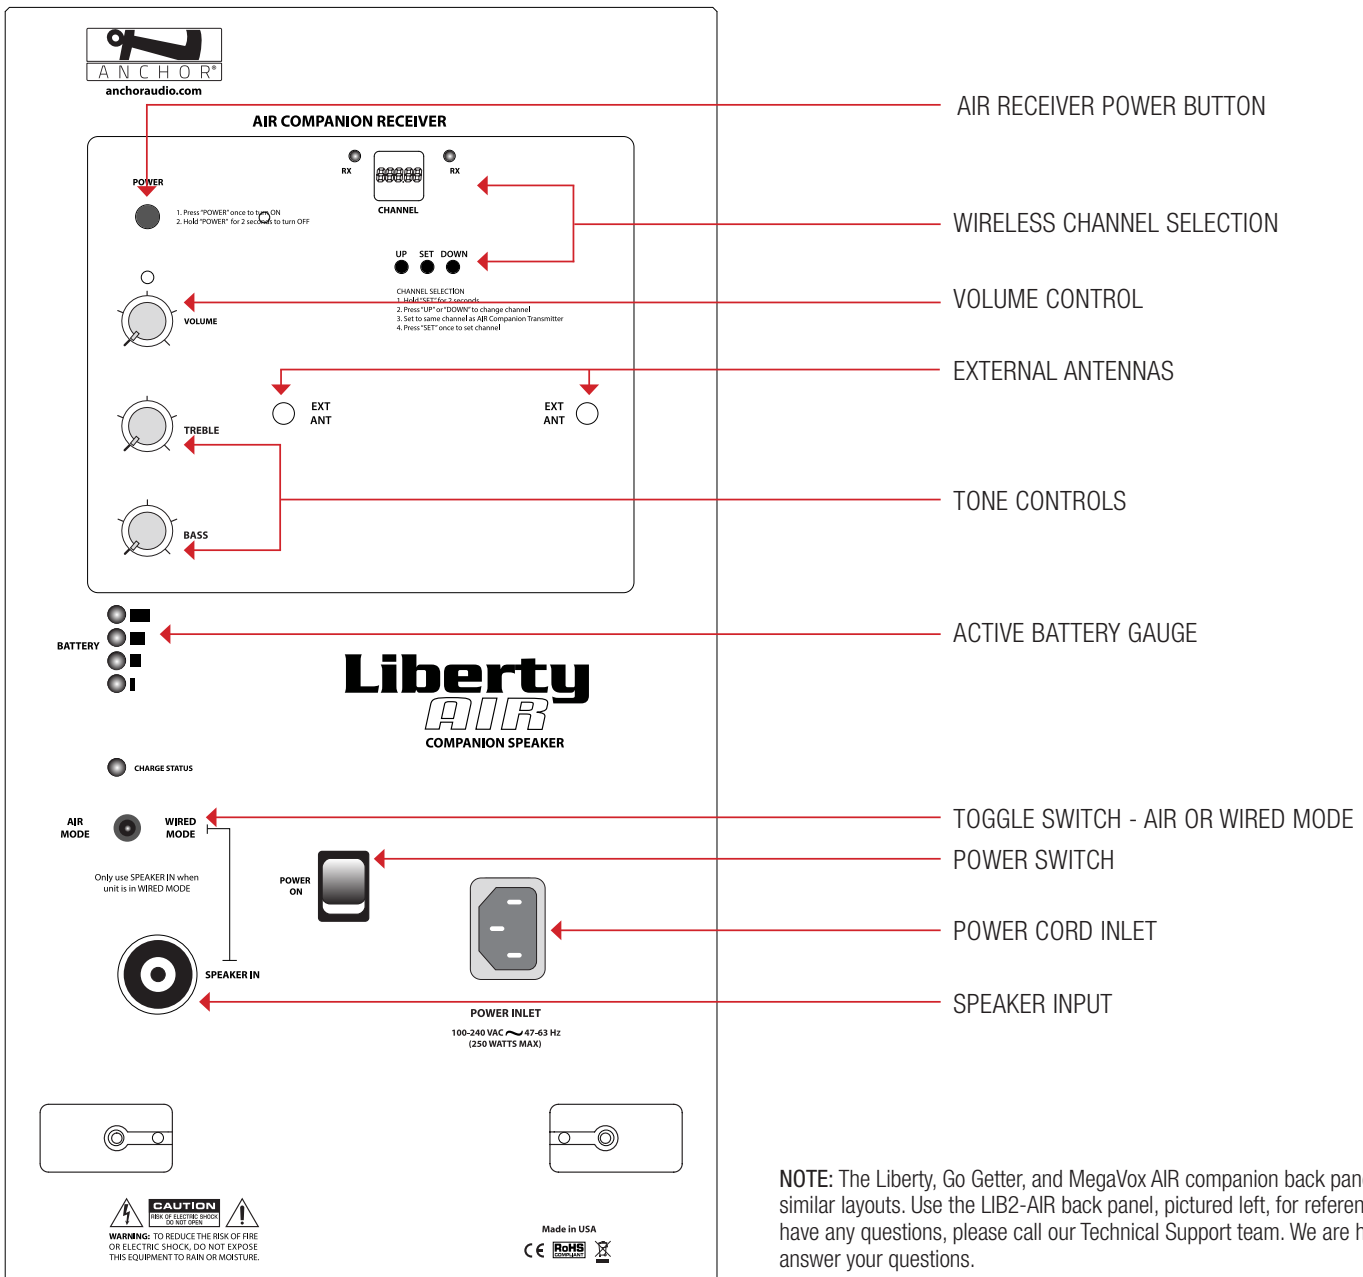 ANCHOR®
anchoraudio.com
AIR COMPANION RECEIVER
POWER
1. Press "POWER" once to turn ON
2. Hold "POWER" for 2 seconds to turn OFF
RX
RX
CHANNEL
UP SET DOWN
CHANNEL SELECTION
1. Hold "SET" for 2 seconds
2. Press "UP" or "DOWN" to change channel
3. Set to same channel as AIR Companion Transmitter
4. Press "SET" once to set channel
VOLUME
TREBLE
BASS
EXT
ANT
EXT
ANT
BATTERY
Liberty
AIR
COMPANION SPEAKER
CHARGE STATUS
AIR
MODE
WIRED
MODE
Only use SPEAKER IN when
unit is in WIRED MODE
POWER
ON
SPEAKER IN
POWER INLET
100-240 VAC 47-63 Hz
(250 WATTS MAX)
CAUTION
RISK OF ELECTRIC SHOCK
DO NOT OPEN
WARNING: TO REDUCE THE RISK OF FIRE
OR ELECTRIC SHOCK, DO NOT EXPOSE
THIS EQUIPMENT TO RAIN OR MOISTURE.
Made in USA
CE RoHS
COMPLIANT
AIR RECEIVER POWER BUTTON
WIRELESS CHANNEL SELECTION
VOLUME CONTROL
EXTERNAL ANTENNAS
TONE CONTROLS
ACTIVE BATTERY GAUGE
TOGGLE SWITCH - AIR OR WIRED MODE
POWER SWITCH
POWER CORD INLET
SPEAKER INPUT
NOTE: The Liberty, Go Getter, and MegaVox AIR companion back
similar layouts. Use the LIB2-AIR back panel, pictured left, for
have any questions, please call our Technical Support team. We are
answer your questions.